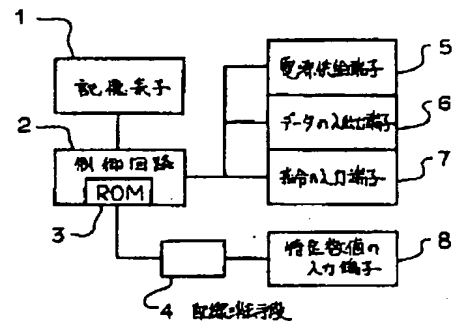 1
記憶素子
2
制御回路
ROM
3
5
電源供給端子
6
データの入出力端子
7
指令の入力端子
特定数値の
入力端子
8
4 配線消去手段